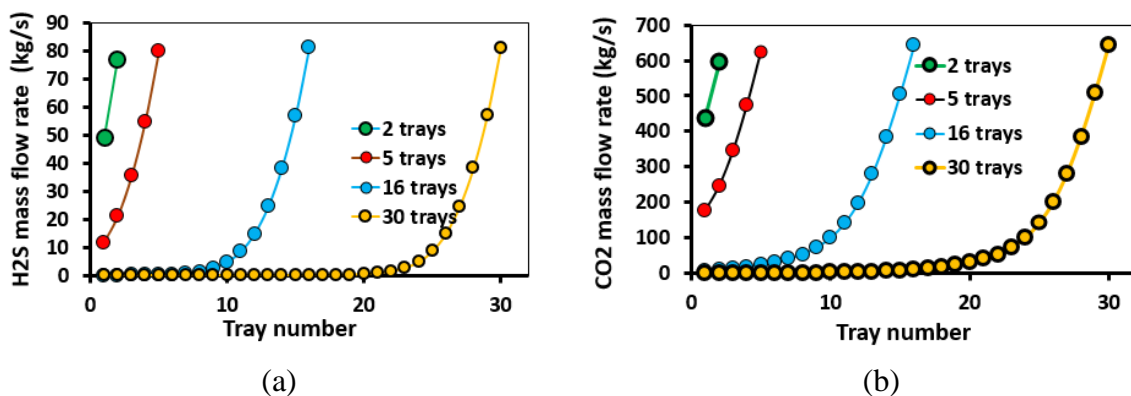 H2S mass flow rate (kg/s)
90
80
70
60
50
40
30
20
10
0
0 10 20 30
Tray number
2 trays
5 trays
16 trays
30 trays
(a)
CO2 mass flow rate (kg/s)
700
600
500
400
300
200
100
0
0 10 20 30
Tray number
2 trays
5 trays
16 trays
30 trays
(b)